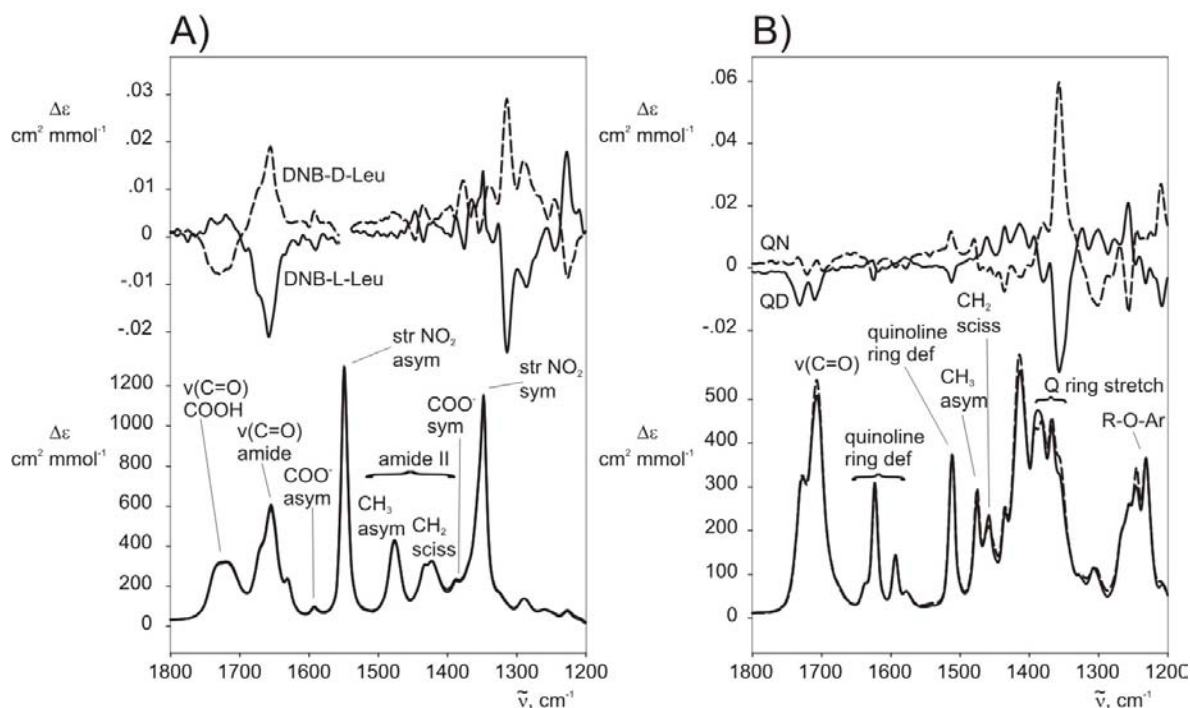 A)
Δε
cm² mmol⁻¹
.03
.02
.01
0
-.01
-.02
DNB-D-Leu
DNB-L-Leu
str NO₂
asym
str NO₂
sym
ν(C=O)
COOH
ν(C=O)
amide
COO⁻
asym
amide II
CH₃
asym
CH₂
sciss
COO⁻
sym
Δε
cm² mmol⁻¹
1200
1000
800
600
400
200
0
1800 1700 1600 1500 1400 1300 1200
ν̃, cm⁻¹
B)
Δε
cm² mmol⁻¹
.06
.04
.02
0
-.02
QN
QD
ν(C=O)
quinoline
ring def
quinoline
ring def
CH₃
asym
CH₂
sciss
Q ring stretch
R-O-Ar
Δε
cm² mmol⁻¹
500
400
300
200
100
0
1800 1700 1600 1500 1400 1300 1200
ν̃, cm⁻¹